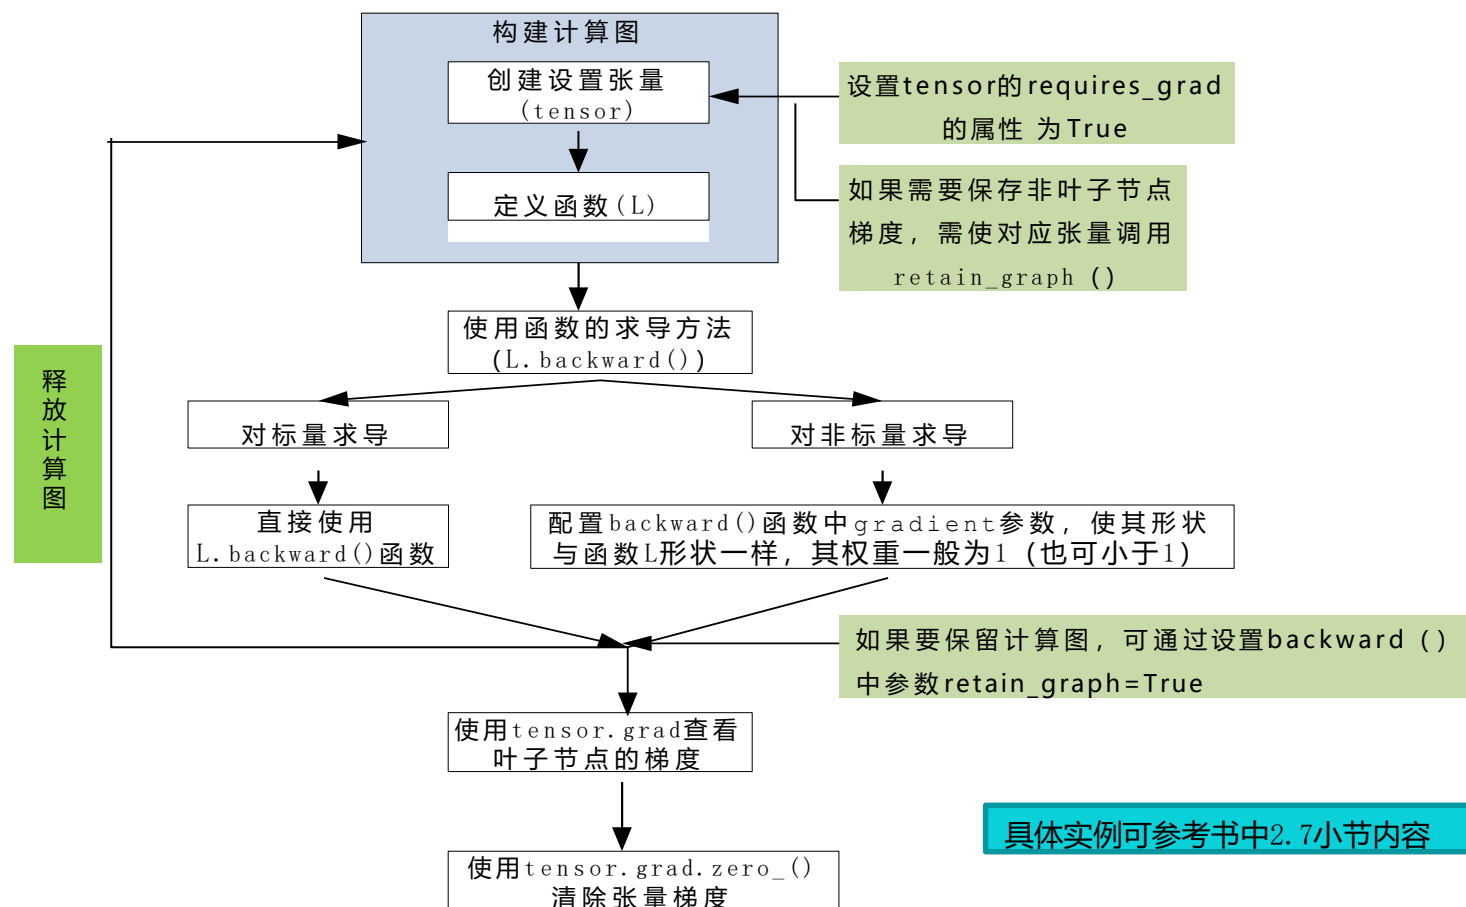 构建计算图
创建设置张量
(tensor)
设置tensor的requires_grad
的属性 为True
定义函数(L)
如果需要保存非叶子节点
梯度，需使对应张量调用
retain_graph（）
使用函数的求导方法
(L.backward())
释
放
计
算
图
对标量求导
对非标量求导
直接使用
L.backward()函数
配置backward()函数中gradient参数，使其形状
与函数L形状一样，其权重一般为1（也可小于1）
如果要保留计算图，可通过设置backward（）
中参数retain_graph=True
使用tensor.grad查看
叶子节点的梯度
具体实例可参考书中2.7小节内容
使用tensor.grad.zero_()
清除张量梯度